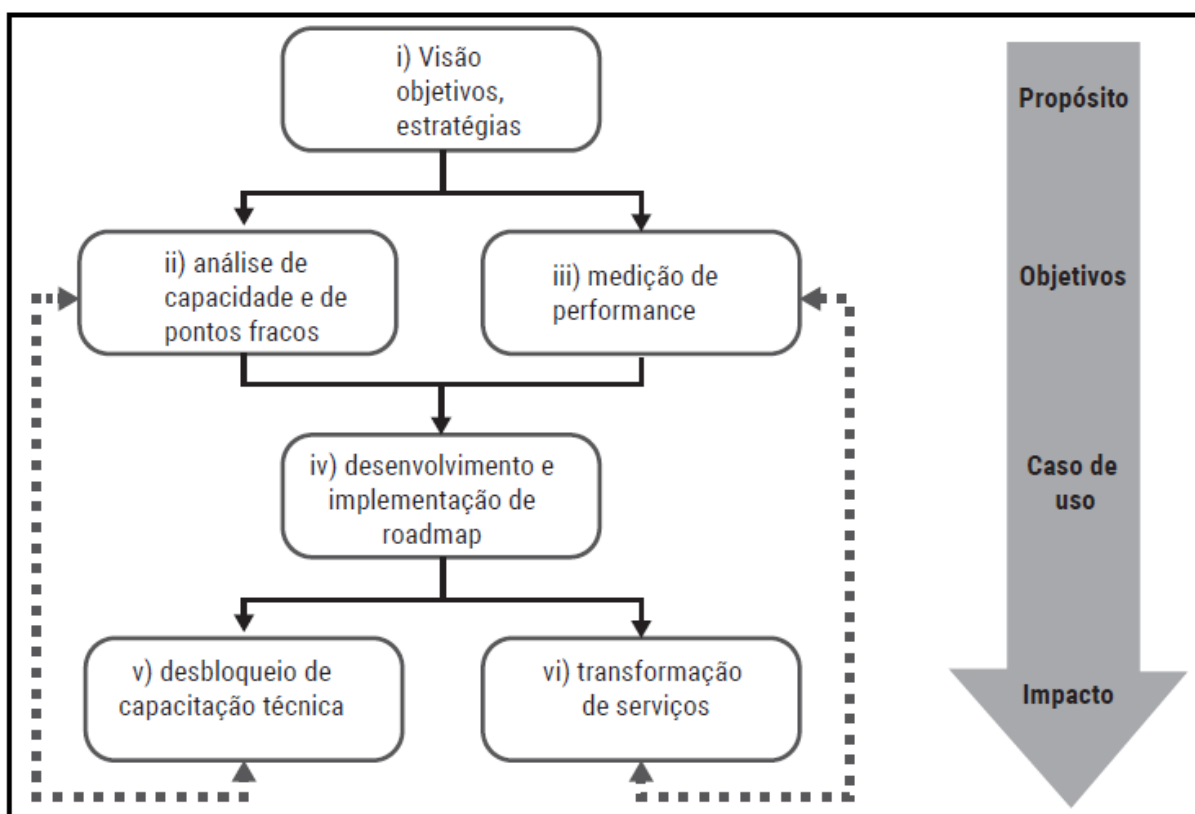 i) Visão
objetivos,
estratégias
Propósito
ii) análise de
capacidade e de
pontos fracos
iii) medição de
performance
Objetivos
iv) desenvolvimento e
implementação de
roadmap
Caso de
uso
v) desbloqueio de
capacitação técnica
vi) transformação
de serviços
Impacto